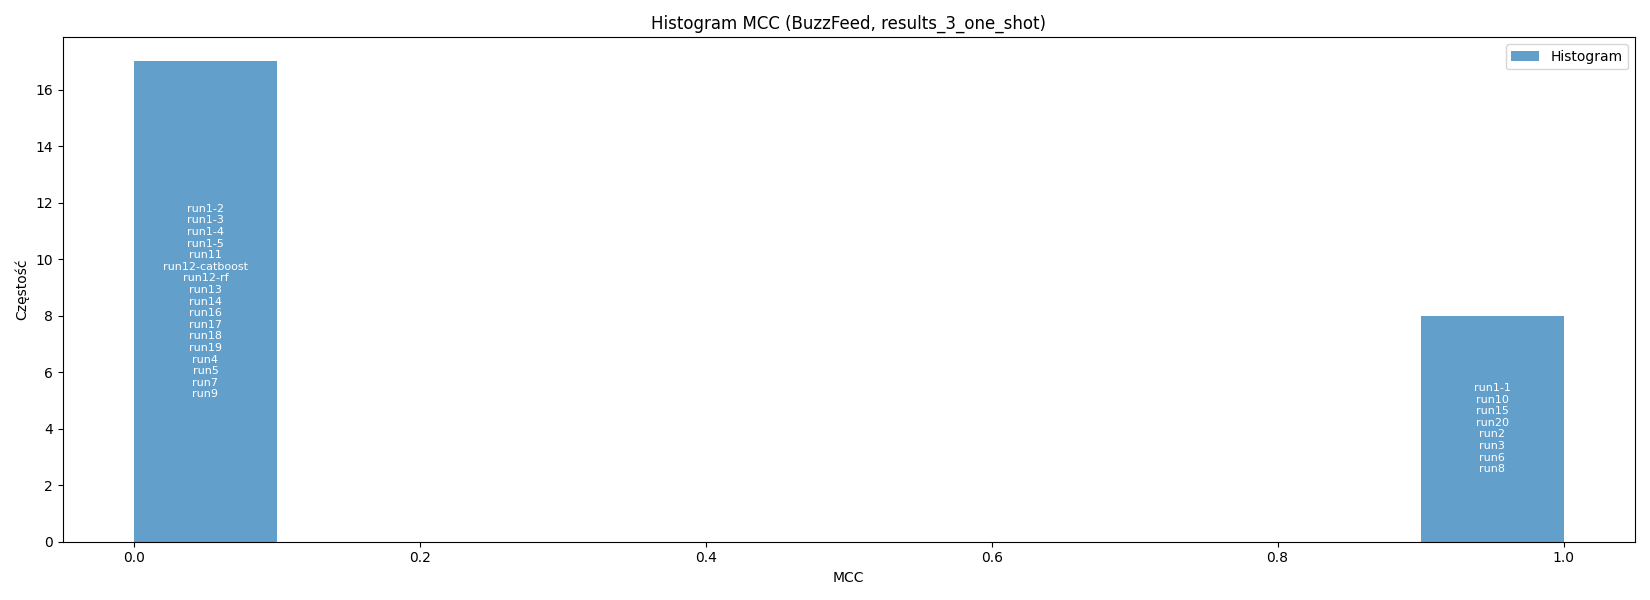 Histogram MCC (BuzzFeed, results_3_one_shot)
Histogram
Częstość
16
14
12
10
8
6
4
2
0
run1-2
run1-3
run1-4
run1-5
run11
run12-catboost
run12-rf
run13
run14
run16
run17
run18
run19
run4
run5
run7
run9
run1-1
run10
run15
run20
run2
run3
run6
run8
0.0
0.2
0.4
0.6
0.8
1.0
MCC